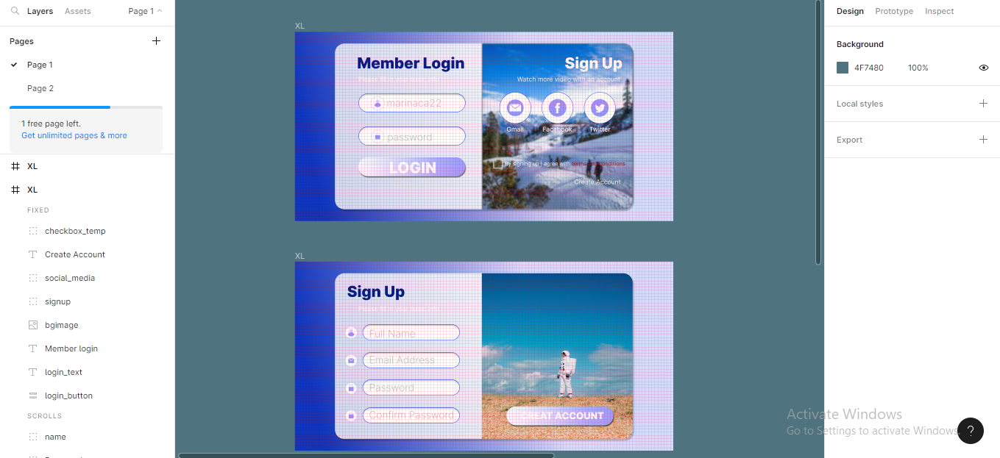 Layers Assets Page 1
Pages
Page 1
Page 2
1 free page left.
Get unlimited pages & more
XL
XL
FIXED
checkbox_temp
Create Account
social_media
signup
bgimage
Member login
login_text
login_button
SCROLLS
name
XL
Member Login
marinaca22
password
LOGIN
Sign Up
Watch more video with an account
Gmail Facebook Twitter
By signing up I agree with terms and conditions
Create Account
XL
Sign Up
Full Name
Email Address
Password
Confirm Password
CREAT ACCOUNT
Design Prototype Inspect
Background
4F7480 100%
Local styles
Export
Activate Windows
Go to Settings to activate Windows.
?